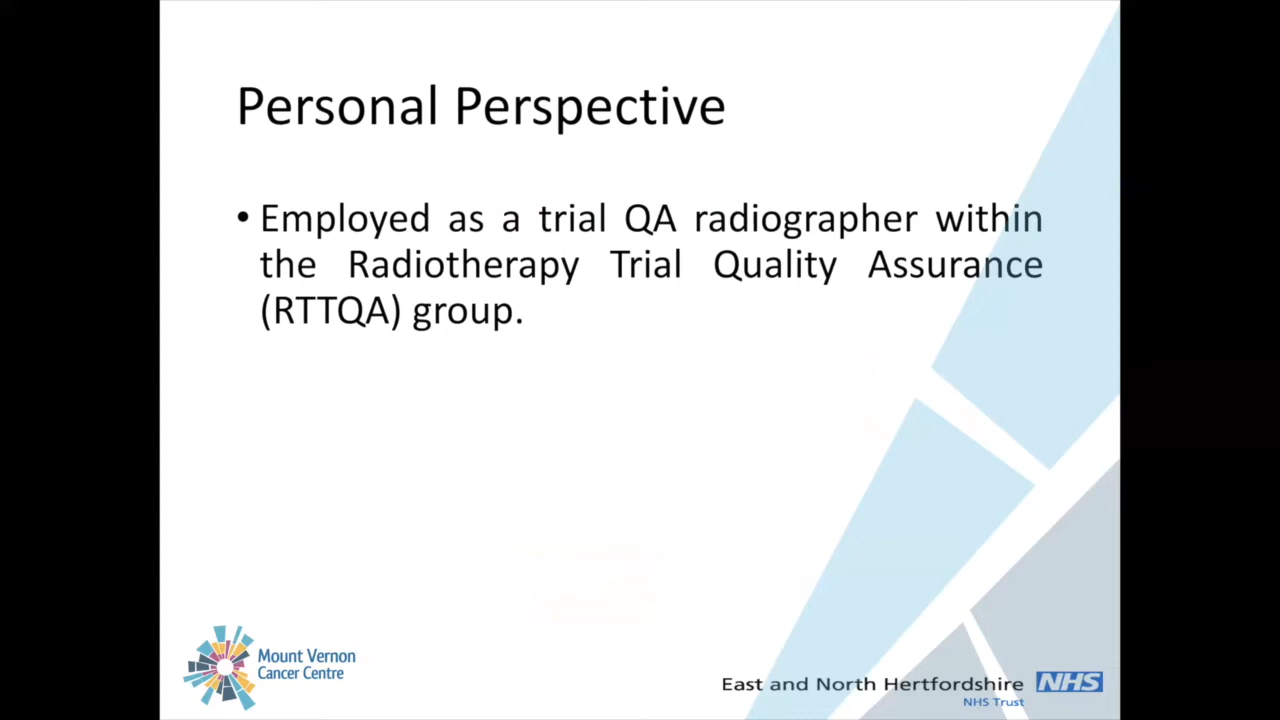 Personal Perspective
• Employed as a trial QA radiographer within
the Radiotherapy Trial Quality Assurance
(RTTQA) group.
Mount Vernon
Cancer Centre
East and North Hertfordshire NHS
NHS Trust